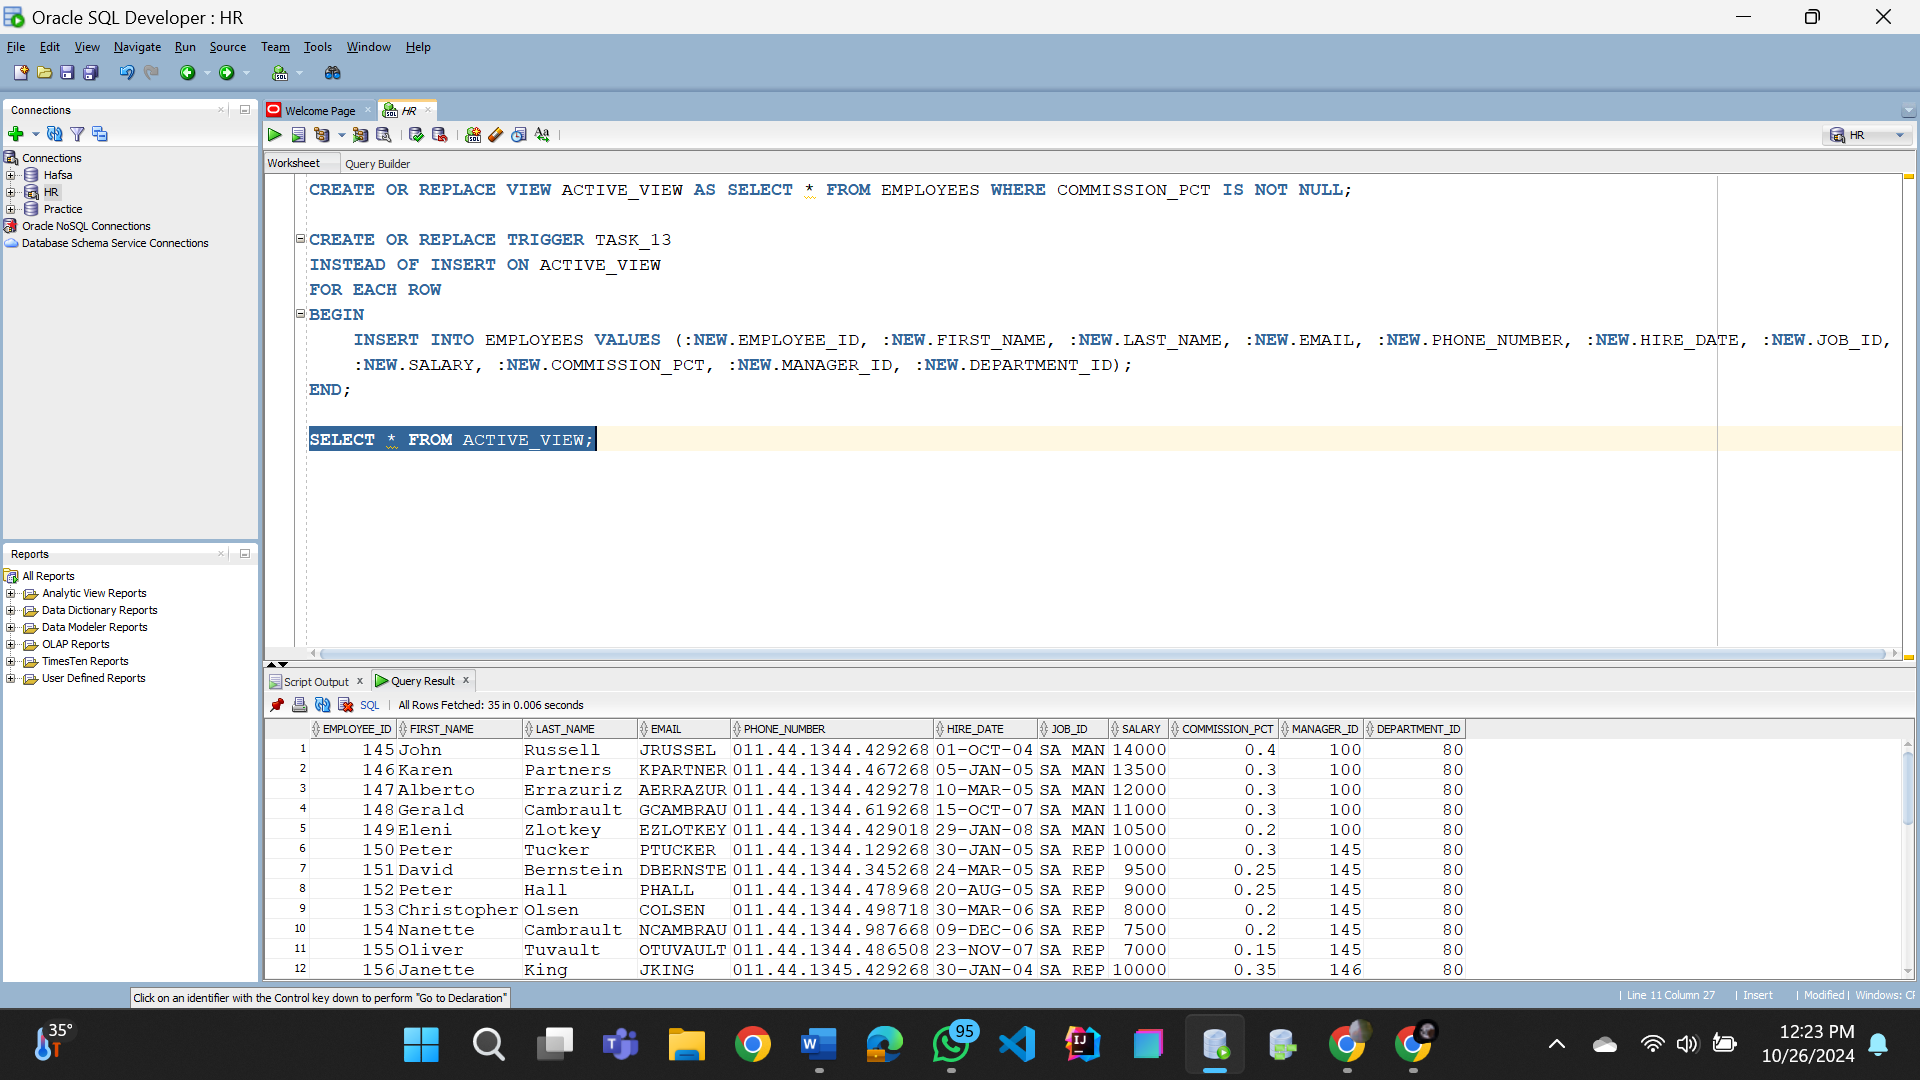 Oracle SQL Developer : HR
File Edit View Navigate Run Source Team Tools Window Help
Connections
Connections
Hafsa
HR
Practice
Oracle NoSQL Connections
Database Schema Service Connections
Reports
All Reports
Analytic View Reports
Data Dictionary Reports
Data Modeler Reports
OLAP Reports
TimesTen Reports
User Defined Reports
Welcome Page HR
HR
Worksheet Query Builder
CREATE OR REPLACE VIEW ACTIVE_VIEW AS SELECT * FROM EMPLOYEES WHERE COMMISSION_PCT IS NOT NULL;
CREATE OR REPLACE TRIGGER TASK_13
INSTEAD OF INSERT ON ACTIVE_VIEW
FOR EACH ROW
BEGIN
INSERT INTO EMPLOYEES VALUES (:NEW.EMPLOYEE_ID, :NEW.FIRST_NAME, :NEW.LAST_NAME, :NEW.EMAIL, :NEW.PHONE_NUMBER, :NEW.HIRE_DATE, :NEW.JOB_ID,
:NEW.SALARY, :NEW.COMMISSION_PCT, :NEW.MANAGER_ID, :NEW.DEPARTMENT_ID);
END;
SELECT * FROM ACTIVE_VIEW;
Script Output Query Result
SQL All Rows Fetched: 35 in 0.006 seconds
EMPLOYEE_ID FIRST_NAME LAST_NAME EMAIL PHONE_NUMBER HIRE_DATE JOB_ID SALARY COMMISSION_PCT MANAGER_ID DEPARTMENT_ID
1 145 John Russell JRUSSEL 011.44.1344.429268 01-OCT-04 SA_MAN 14000 0.4 100 80
2 146 Karen Partners KPARTNER 011.44.1344.467268 05-JAN-05 SA_MAN 13500 0.3 100 80
3 147 Alberto Errazuriz AERRAZUR 011.44.1344.429278 10-MAR-05 SA_MAN 12000 0.3 100 80
4 148 Gerald Cambrault GCAMBRAU 011.44.1344.619268 15-OCT-07 SA_MAN 11000 0.3 100 80
5 149 Eleni Zlotkey EZLOTKEY 011.44.1344.429018 29-JAN-08 SA_MAN 10500 0.2 100 80
6 150 Peter Tucker PTUCKER 011.44.1344.129268 30-JAN-05 SA_REP 10000 0.3 145 80
7 151 David Bernstein DBERNSTE 011.44.1344.345268 24-MAR-05 SA_REP 9500 0.25 145 80
8 152 Peter Hall PHALL 011.44.1344.478968 20-AUG-05 SA_REP 9000 0.25 145 80
9 153 Christopher Olsen COLSEN 011.44.1344.498718 30-MAR-06 SA_REP 8000 0.2 145 80
10 154 Nanette Cambrault NCAMBRAU 011.44.1344.987668 09-DEC-06 SA_REP 7500 0.2 145 80
11 155 Oliver Tuvault OTUVAULT 011.44.1344.486508 23-NOV-07 SA_REP 7000 0.15 145 80
12 156 Janette King JKING 011.44.1345.429268 30-JAN-04 SA_REP 10000 0.35 146 80
Click on an identifier with the Control key down to perform "Go to Declaration"
Line 11 Column 27 Insert Modified Windows: CF
35°
95
12:23 PM
10/26/2024